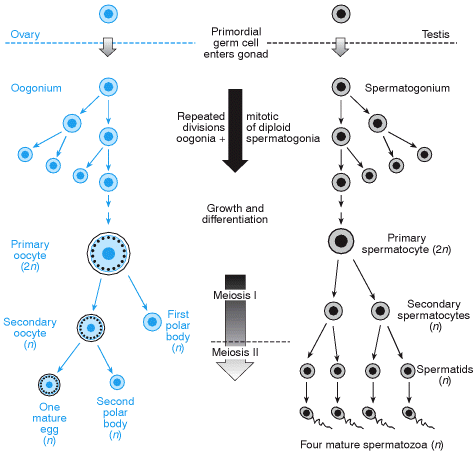 Ovary
Primordial
germ cell
enters gonad
Testis
Oogonium
Spermatogonium
Repeated mitotic
divisions of diploid
oogonia + spermatogonia
Growth and
differentiation
Primary
oocyte
(2n)
Primary
spermatocyte (2n)
Meiosis I
Secondary
oocyte
(n)
First
polar
body
(n)
Secondary
spermatocytes
(n)
Meiosis II
Spermatids
(n)
One
mature
egg
(n)
Second
polar
body (n)
Four mature spermatozoa (n)